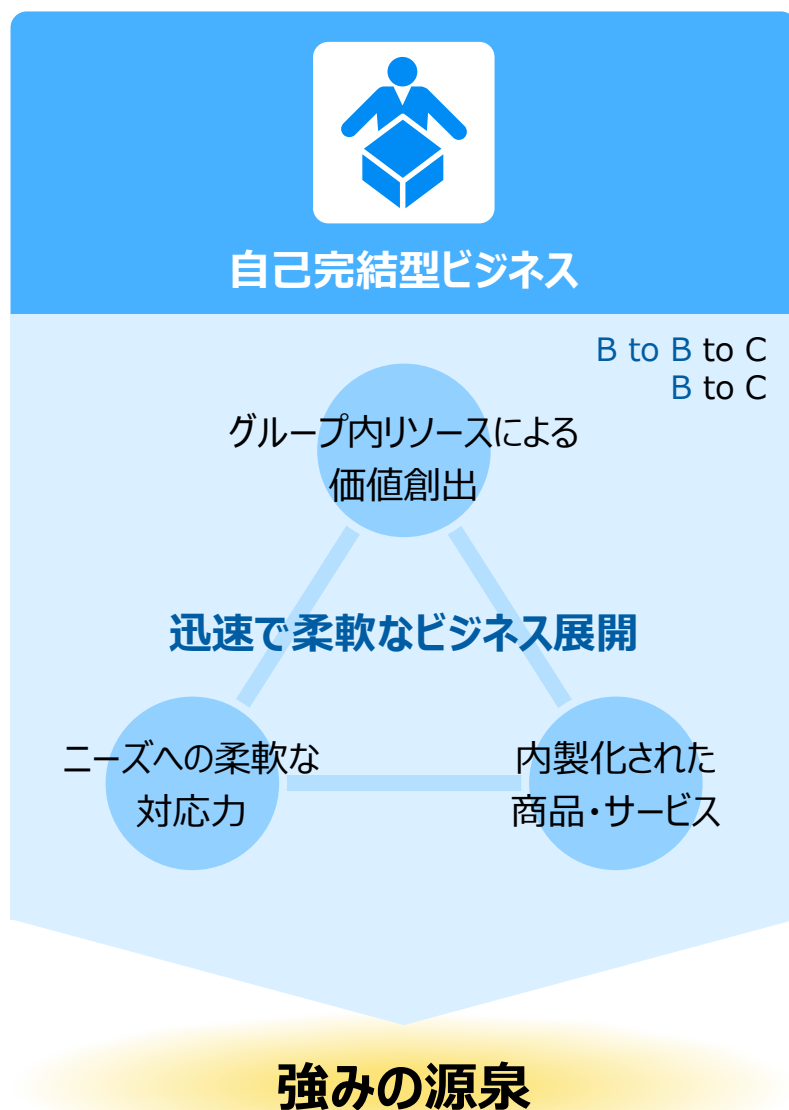 自己完結型ビジネス
B to B to C
B to C
グループ内リソースによる
価値創出
迅速で柔軟なビジネス展開
ニーズへの柔軟な
対応力
内製化された
商品・サービス
強みの源泉